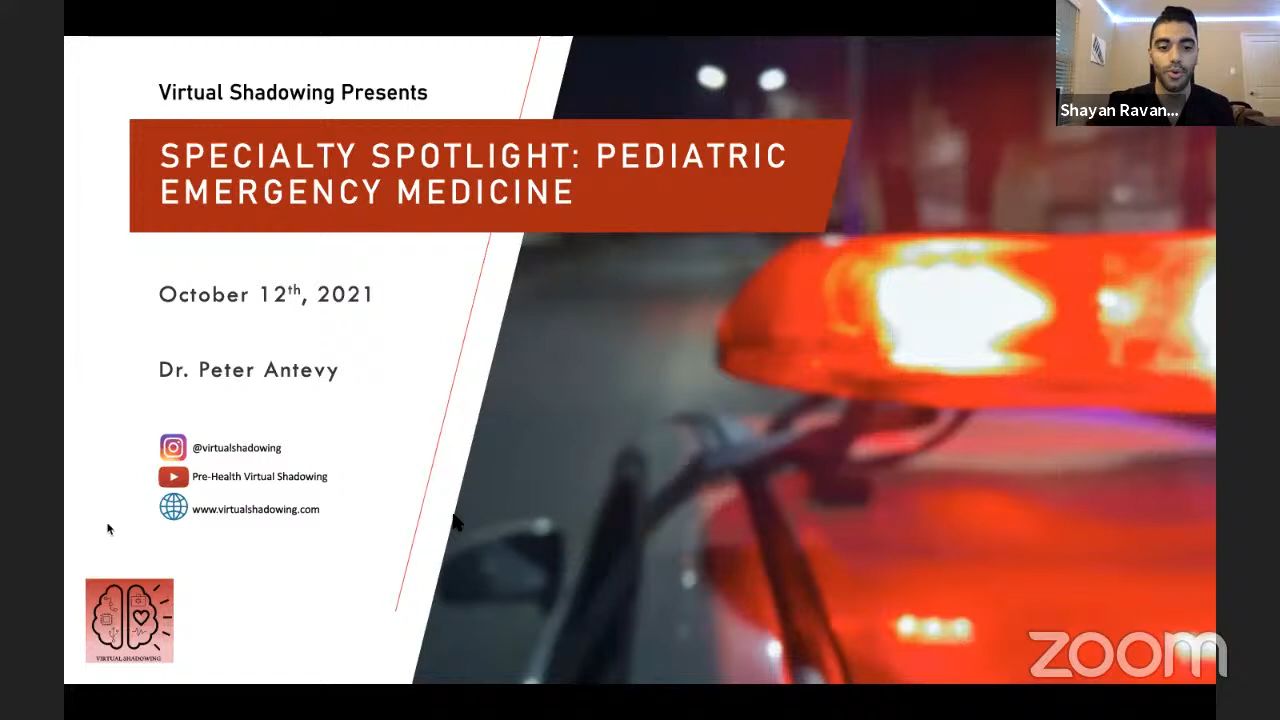 Virtual Shadowing Presents
SPECIALTY SPOTLIGHT: PEDIATRIC
EMERGENCY MEDICINE
October 12th, 2021
Dr. Peter Antevy
@virtualshadowing
Pre-Health Virtual Shadowing
www.virtualshadowing.com
VIRTUAL SHADOWING
Shayan Ravan...
zoom